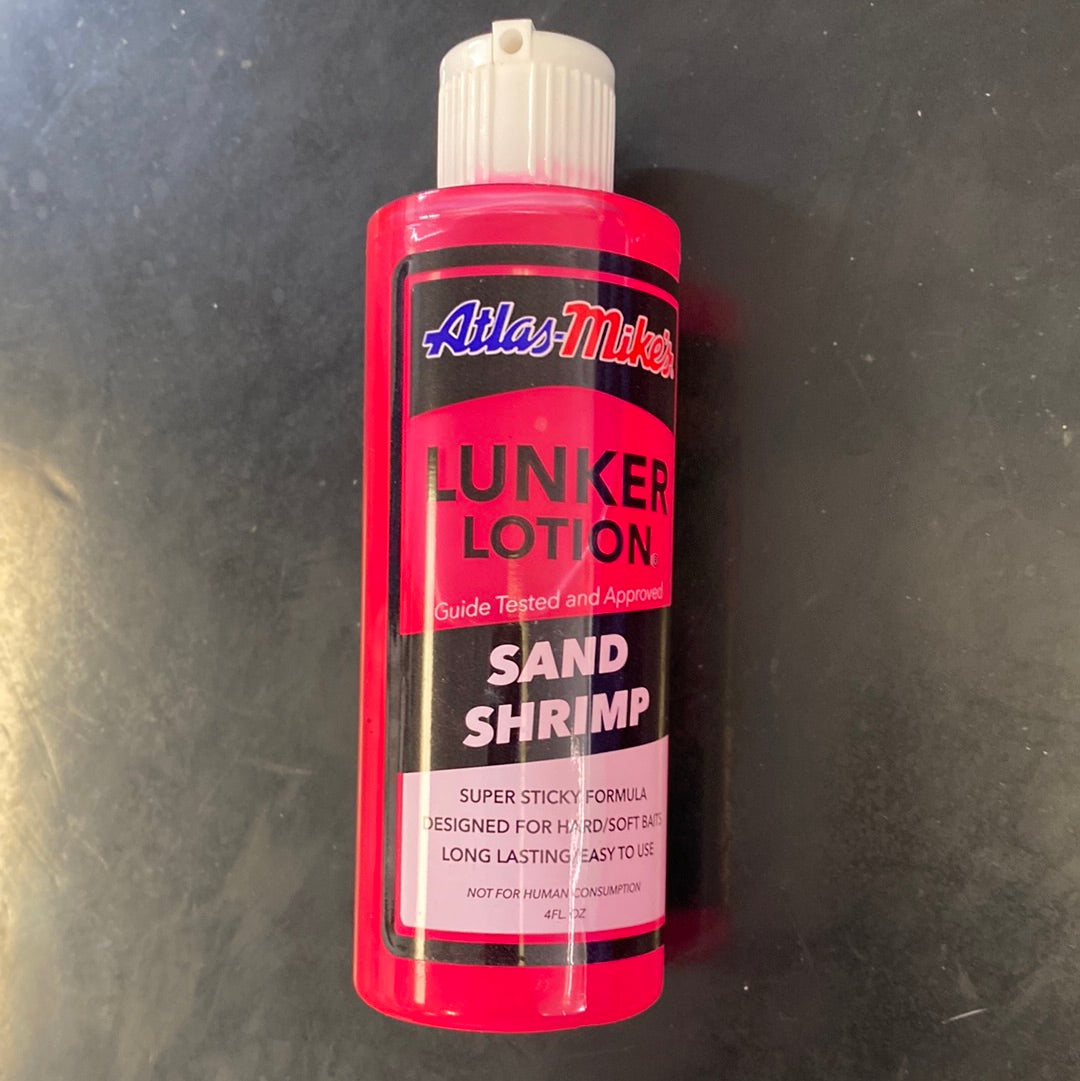 Atlas-Mike's
LUNKER
LOTION®
Guide Tested and Approved
SAND
SHRIMP
SUPER STICKY FORMULA
DESIGNED FOR HARD/SOFT BAITS
LONG LASTING/EASY TO USE
NOT FOR HUMAN CONSUMPTION
4FL. OZ